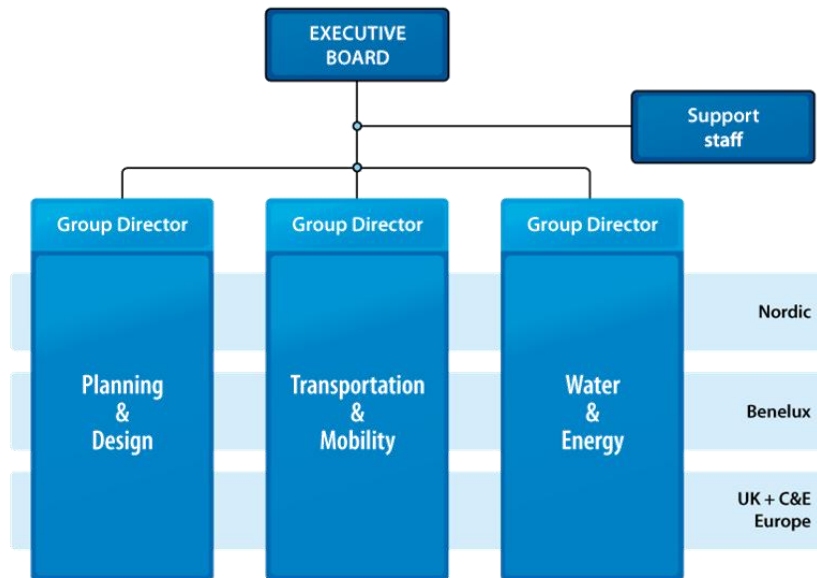 EXECUTIVE
BOARD
Support
staff
Group Director
Group Director
Group Director
Planning
&
Design
Transportation
&
Mobility
Water
&
Energy
Nordic
Benelux
UK + C&E
Europe